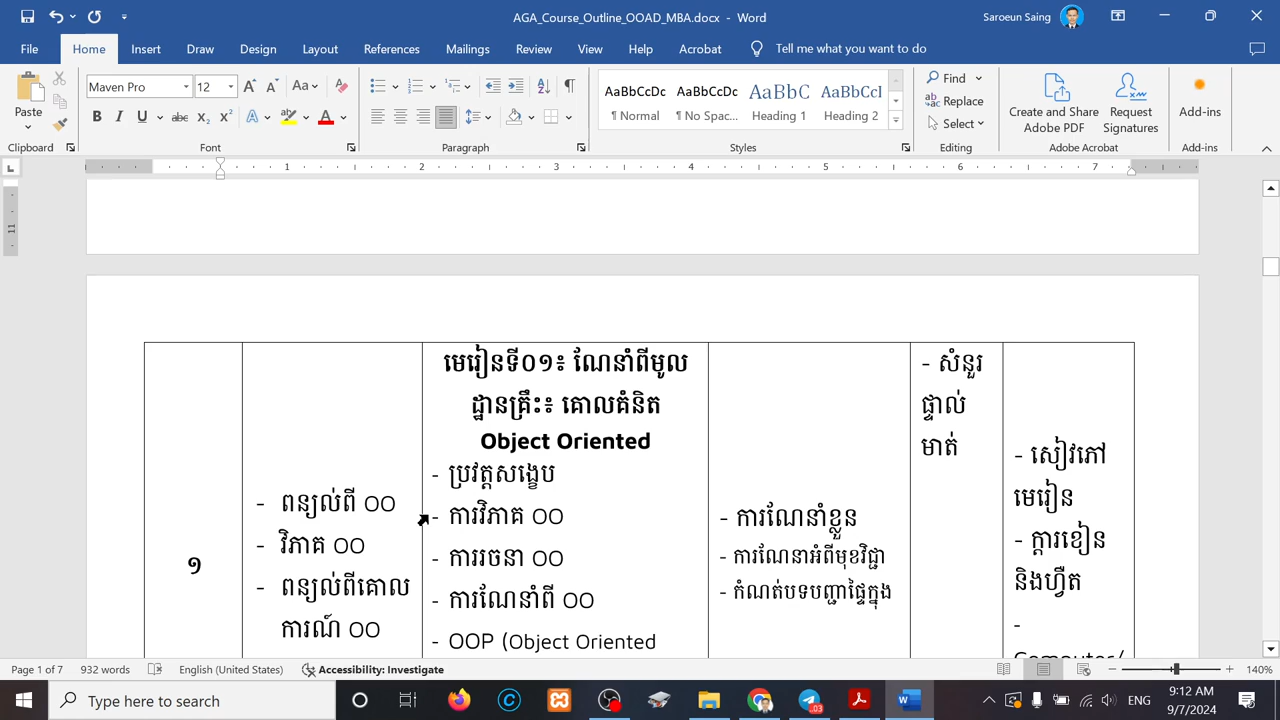 AGA_Course_Outline_OOAD_MBA.docx - Word
Saroeun Saing
File Home Insert Draw Design Layout References Mailings Review View Help Acrobat Tell me what you want to do
Paste
Clipboard
Maven Pro 12
Font
Paragraph
AaBbCcDc AaBbCcDc AaBbC AaBbCcI
¶ Normal ¶ No Spac... Heading 1 Heading 2
Styles
Find
Replace
Select
Editing
Create and Share Adobe PDF
Request Signatures
Adobe Acrobat
Add-ins
Add-ins
1 2 3 4 5 6 7
11
១
- ពន្យល់ពី OO
- វិភាគ OO
- ពន្យល់ពីគោល
ការណ៍ OO
មេរៀនទី០១៖ ណែនាំពីមូល
ដ្ឋានគ្រឹះ៖ គោលគំនិត
Object Oriented
- ប្រវត្តសង្ខេប
- ការវិភាគ OO
- ការរចនា OO
- ការណែនាំពី OO
- OOP (Object Oriented
- ការណែនាំខ្លួន
- ការណែនាអំពីមុខវិជ្ជា
- កំណត់បទបញ្ជាផ្ទៃក្នុង
- សំនួរ
ផ្ទាល់
មាត់
- សៀវភៅ
មេរៀន
- ក្តារខៀន
និងហ្វឺត
-
Computer/
Page 1 of 7 932 words English (United States) Accessibility: Investigate 140%
Type here to search
.03
ENG
9:12 AM
9/7/2024